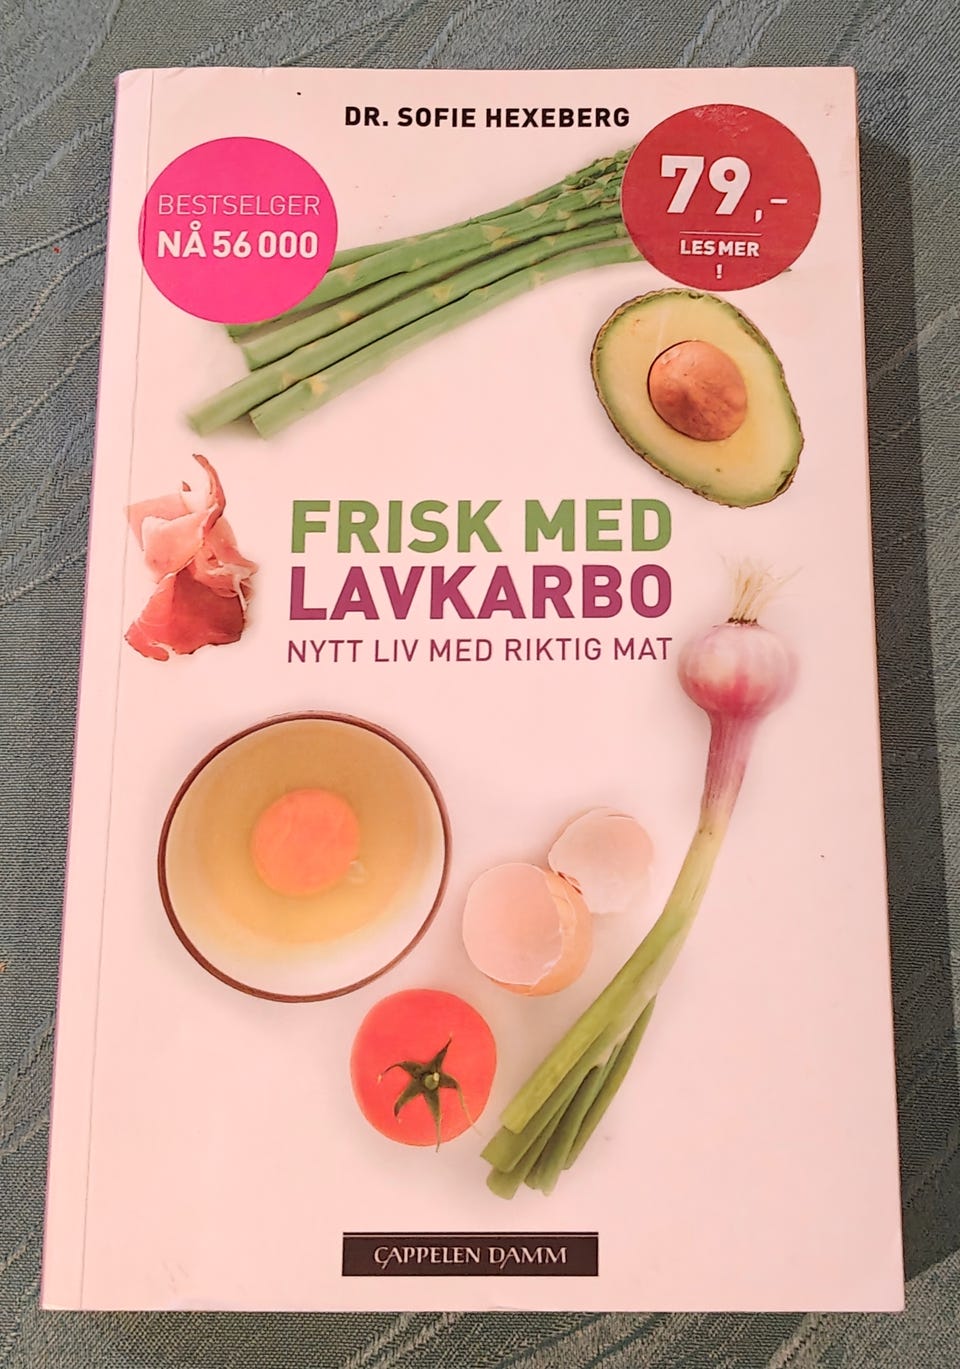 DR. SOFIE HEXEBERG
BESTSELGER
NÅ 56 000
79,-
LES MER
!
FRISK MED
LAVKARBO
NYTT LIV MED RIKTIG MAT
CAPPELEN DAMM